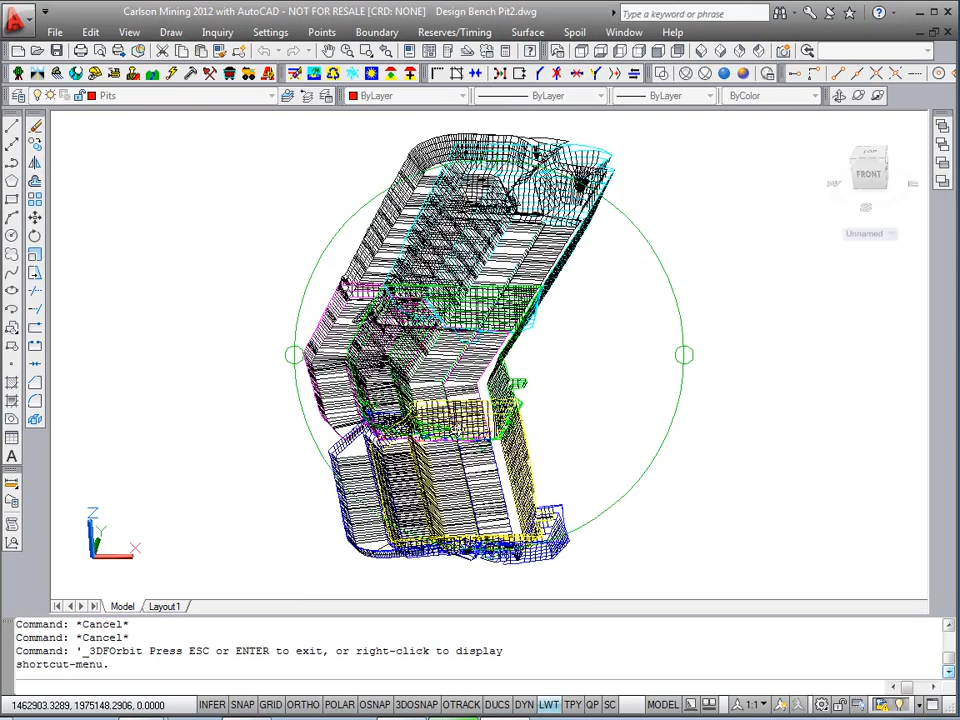 Carlson Mining 2012 with AutoCAD - NOT FOR RESALE [CRD: NONE]    Design Bench Pit2.dwg
Type a keyword or phrase
File Edit View Draw Inquiry Settings Points Boundary Reserves/Timing Surface Spoil Window Help
Pits ByLayer ByLayer ByLayer ByColor
TOP
FRONT
Unnamed
Z
Y
X
Model Layout1
Command: *Cancel*
Command: *Cancel*
Command: '_3DFOrbit Press ESC or ENTER to exit, or right-click to display
shortcut-menu.
1462903.3289, 1975148.2906, 0.0000 INFER SNAP GRID ORTHO POLAR OSNAP 3DOSNAP OTRACK DUCS DYN LWT TPY QP SC MODEL 1:1